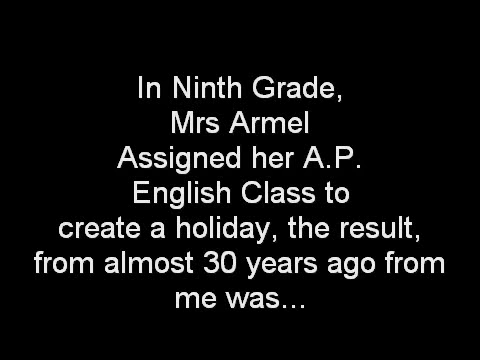 In Ninth Grade,
Mrs Armel
Assigned her A.P.
English Class to
create a holiday, the result,
from almost 30 years ago from
me was...